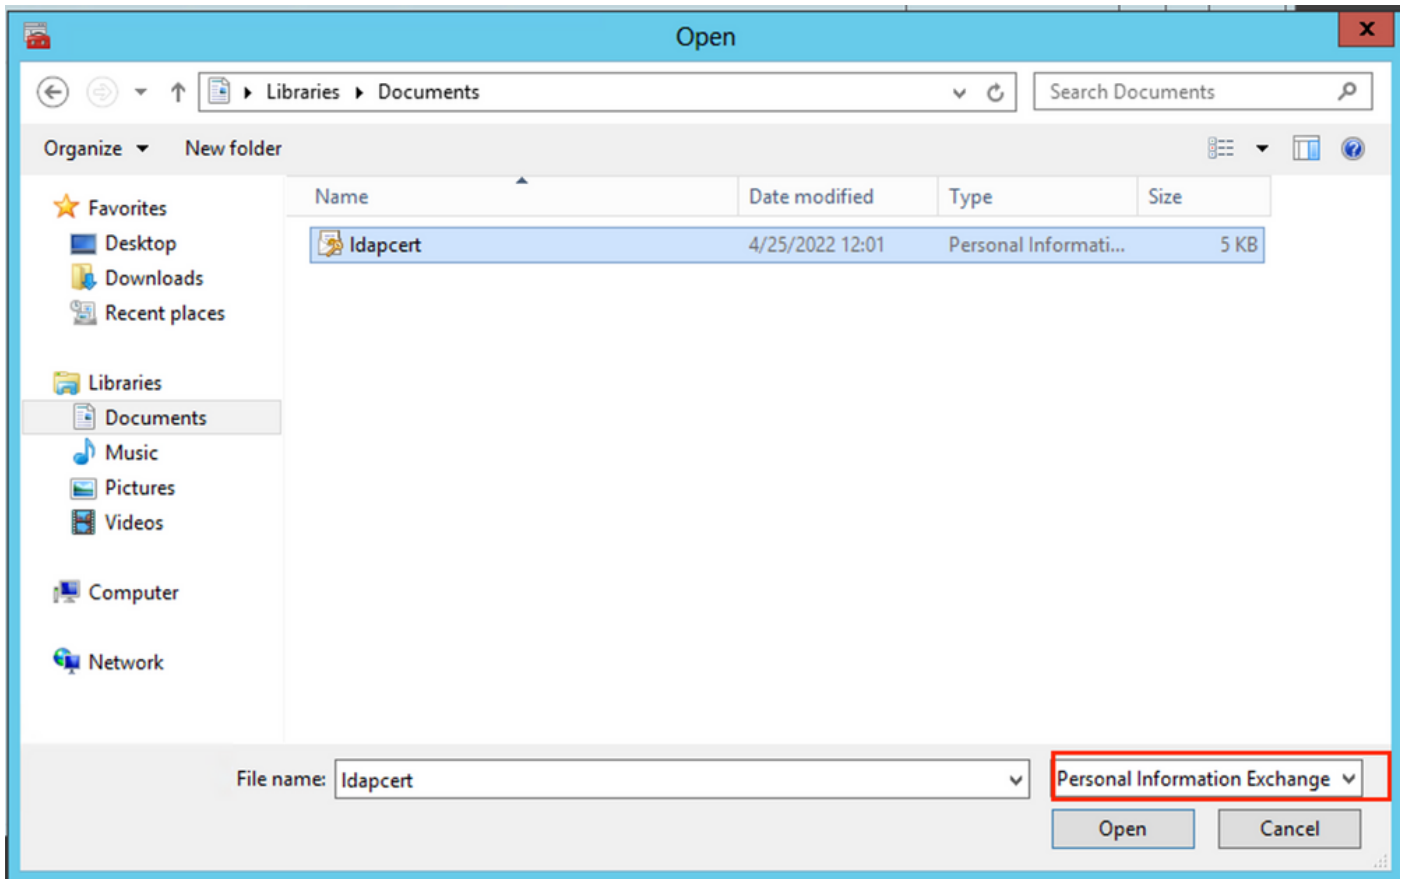 Open
x
Libraries Documents
Search Documents
Organize New folder
Name Date modified Type Size
ldapcert 4/25/2022 12:01 Personal Informati... 5 KB
Favorites
Desktop
Downloads
Recent places
Libraries
Documents
Music
Pictures
Videos
Computer
Network
File name: ldapcert Personal Information Exchange
Open Cancel